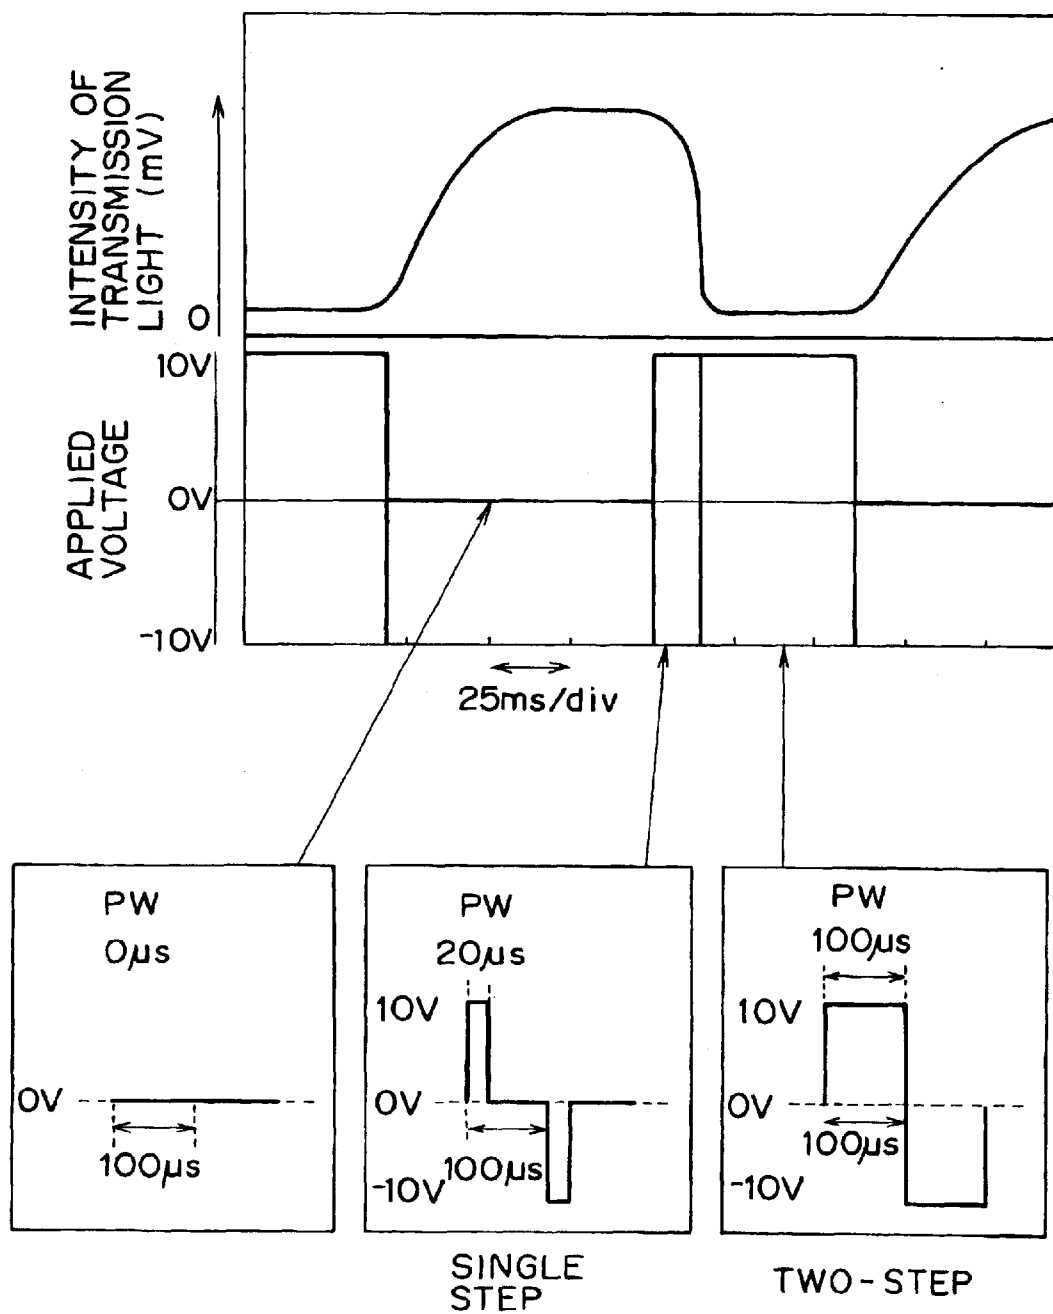 INTENSITY OF
TRANSMISSION
LIGHT (mV)
0
10V
0V
-10V
APPLIED
VOLTAGE
25ms/div
PW
0μs
0V
100μs
PW
20μs
10V
0V
100μs
-10V
SINGLE
STEP
PW
100μs
10V
0V
100μs
-10V
TWO-STEP